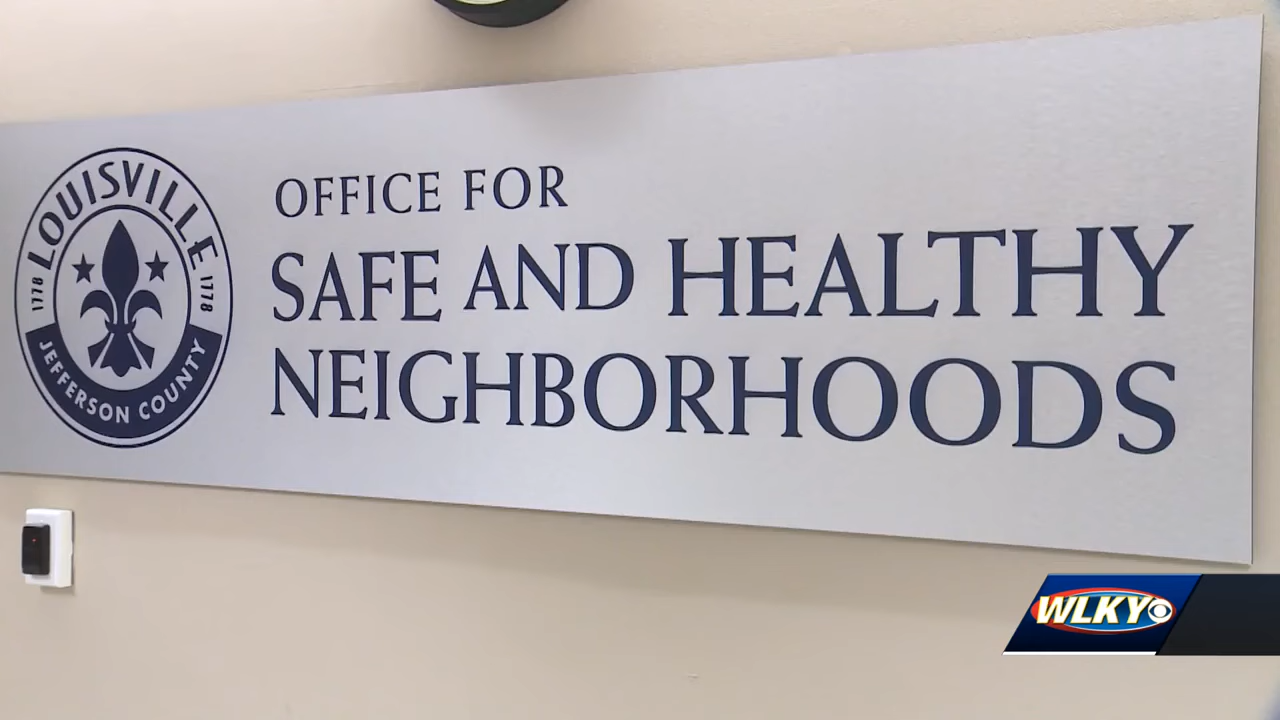 LOUISVILLE
1778 1778
JEFFERSON COUNTY
OFFICE FOR
SAFE AND HEALTHY
NEIGHBORHOODS
WLKY